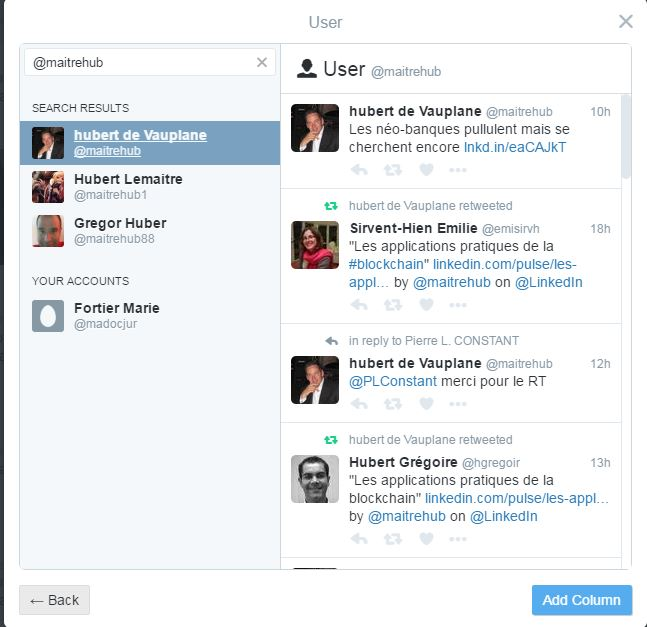 User
@maitrehub
SEARCH RESULTS
hubert de Vauplane
@maitrehub
Hubert Lemaitre
@maitrehub1
Gregor Huber
@maitrehub88
YOUR ACCOUNTS
Fortier Marie
@madocjur
User @maitrehub
hubert de Vauplane @maitrehub 10h
Les néo-banques pullulent mais se
cherchent encore lnkd.in/eaCAJkT
hubert de Vauplane retweeted
Sirvent-Hien Emilie @emisirvh 18h
"Les applications pratiques de la
#blockchain" linkedin.com/pulse/les-
appl… by @maitrehub on @LinkedIn
in reply to Pierre L. CONSTANT
hubert de Vauplane @maitrehub 12h
@PLConstant merci pour le RT
hubert de Vauplane retweeted
Hubert Grégoire @hgregoir 13h
"Les applications pratiques de la
blockchain" linkedin.com/pulse/les-appl…
by @maitrehub on @LinkedIn
← Back
Add Column